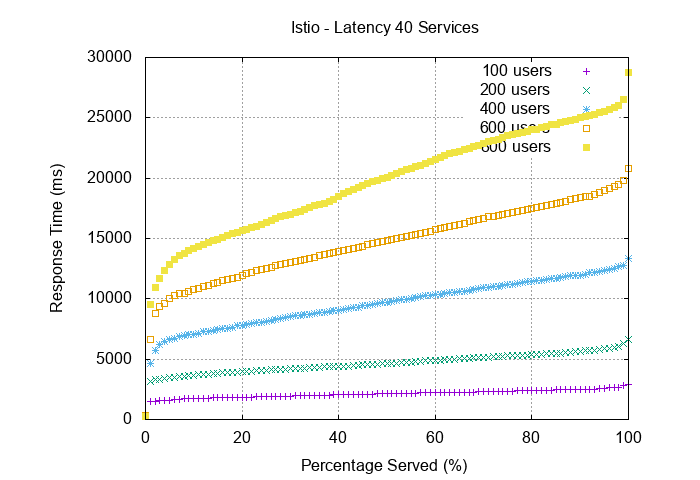 Istio - Latency 40 Services
30000
25000
20000
15000
10000
5000
0
Response Time (ms)
100 users
200 users
400 users
600 users
users
0 20 40 60 80 100
Percentage Served (%)